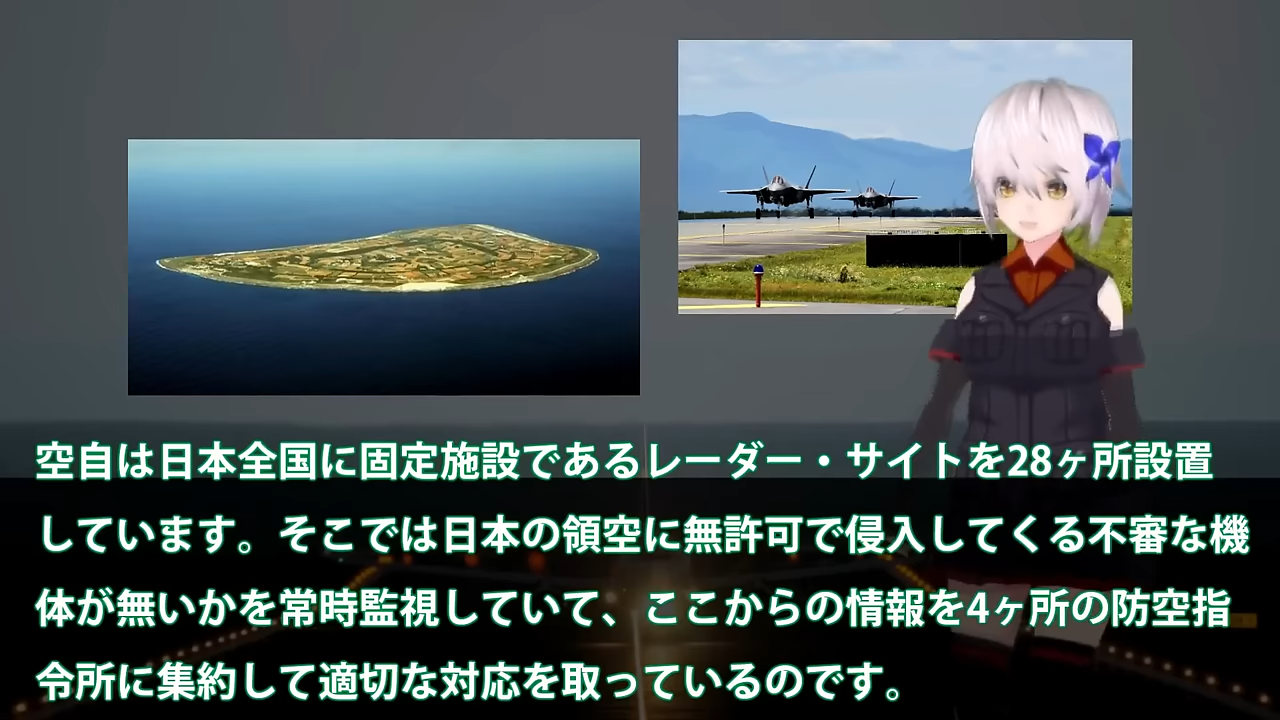 空自は日本全国に固定施設であるレーダー・サイトを28ヶ所設置
しています。そこでは日本の領空に無許可で侵入してくる不審な機
体が無いかを常時監視していて、ここからの情報を4ヶ所の防空指
令所に集約して適切な対応を取っているのです。